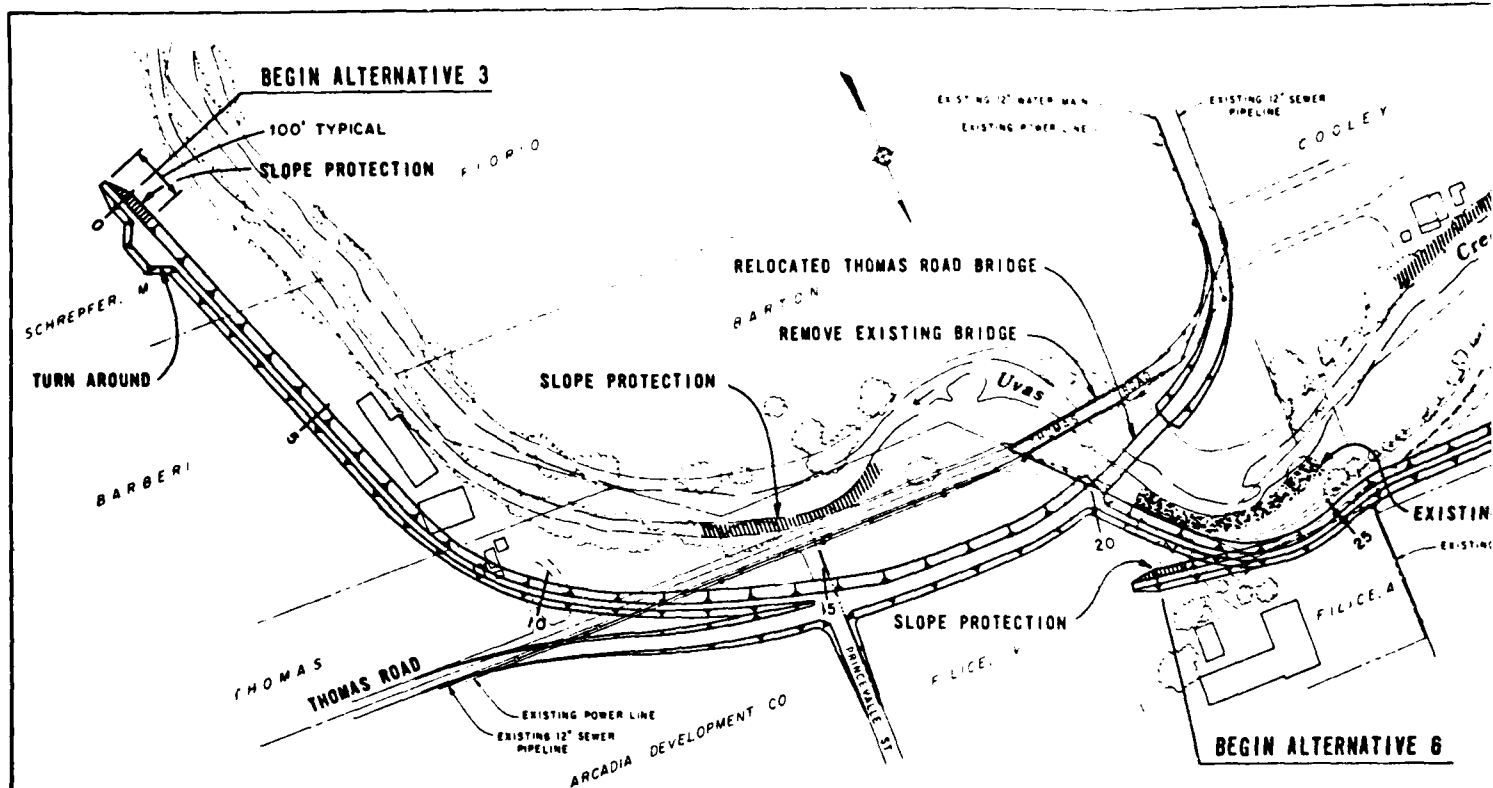 BEGIN ALTERNATIVE 3
100' TYPICAL
SLOPE PROTECTION
FIORIO
EXISTING 12" WATER MAIN
EXISTING POWER LINE
EXISTING 12" SEWER
PIPELINE
COOLEY
0
SCHREPFER, M
TURN AROUND
BARBERI
5
RELOCATED THOMAS ROAD BRIDGE
BARTON
REMOVE EXISTING BRIDGE
SLOPE PROTECTION
Uvas
Cre
10
15
20
25
EXISTIN
EXISTING
SLOPE PROTECTION
FILICE, A
FILICE, V
THOMAS
THOMAS ROAD
PRINCEVALLE ST
EXISTING POWER LINE
EXISTING 12" SEWER
PIPELINE
ARCADIA DEVELOPMENT CO
BEGIN ALTERNATIVE 6